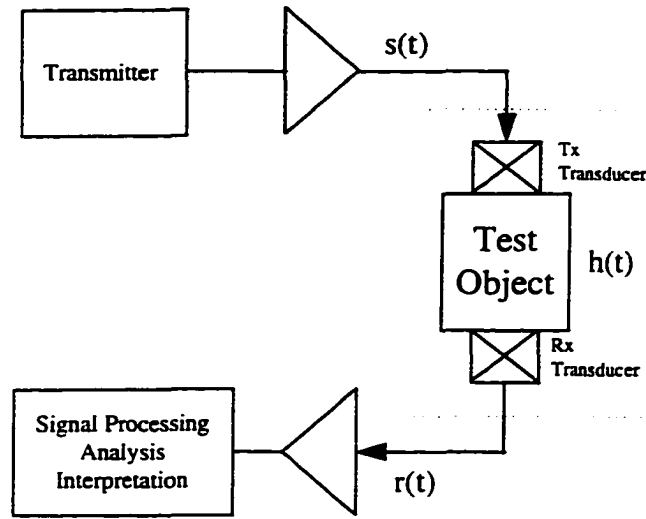 Transmitter
s(t)
Tx
Transducer
Test
Object
h(t)
Rx
Transducer
Signal Processing
Analysis
Interpretation
r(t)